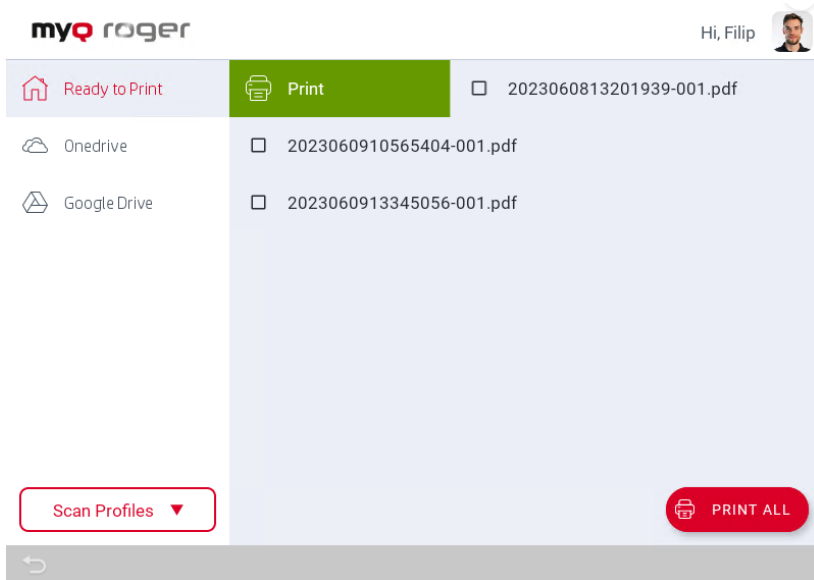 myQ roger
Hi, Filip
Ready to Print
Onedrive
Google Drive
Print
2023060813201939-001.pdf
2023060910565404-001.pdf
2023060913345056-001.pdf
Scan Profiles
PRINT ALL